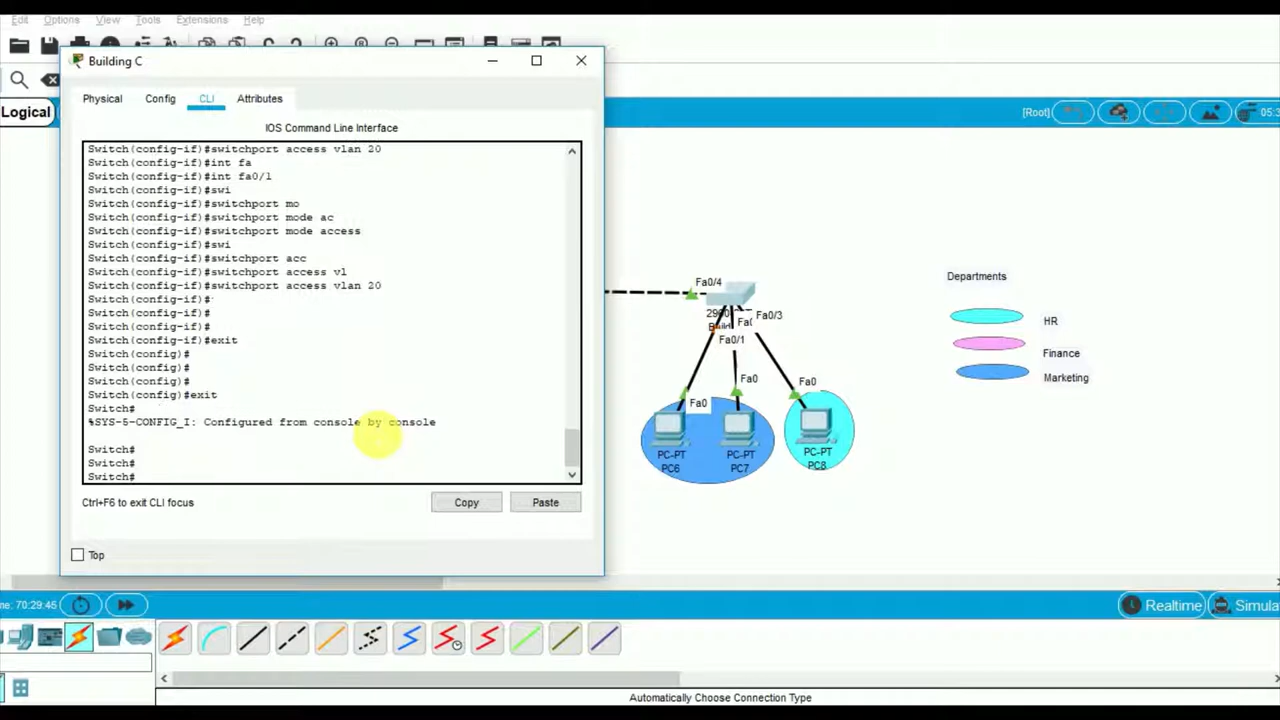 Edit Options View Tools Extensions Help
Building C
Physical Config CLI Attributes
Logical
[Root]
IOS Command Line Interface
Switch(config-if)#switchport access vlan 20
Switch(config-if)#int fa
Switch(config-if)#int fa0/1
Switch(config-if)#swi
Switch(config-if)#switchport mo
Switch(config-if)#switchport mode ac
Switch(config-if)#switchport mode access
Switch(config-if)#swi
Switch(config-if)#switchport acc
Switch(config-if)#switchport access vl
Switch(config-if)#switchport access vlan 20
Switch(config-if)#
Switch(config-if)#
Switch(config-if)#
Switch(config-if)#exit
Switch(config)#
Switch(config)#
Switch(config)#
Switch(config)#exit
Switch#
%SYS-5-CONFIG_I: Configured from console by console
Switch#
Switch#
Switch#
Ctrl+F6 to exit CLI focus
Copy
Paste
Top
Fa0/4
Fa0/3
Fa0/1
Fa0
Fa0
Fa0
PC-PT
PC6
PC-PT
PC7
PC-PT
PC8
Departments
HR
Finance
Marketing
70:29:45
Realtime
Simula
Automatically Choose Connection Type